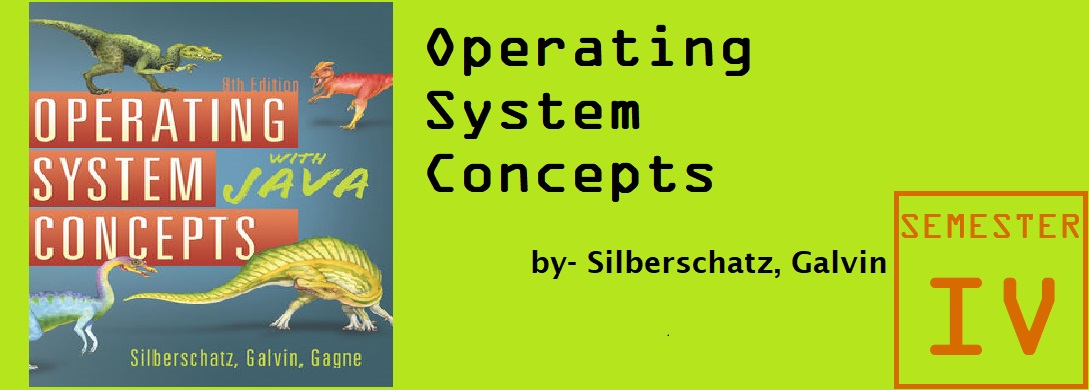 8th Edition
OPERATING
SYSTEM
WITH
JAVA
CONCEPTS
Silberschatz, Galvin, Gagne
Operating
System
Concepts
by- Silberschatz, Galvin
SEMESTER
IV